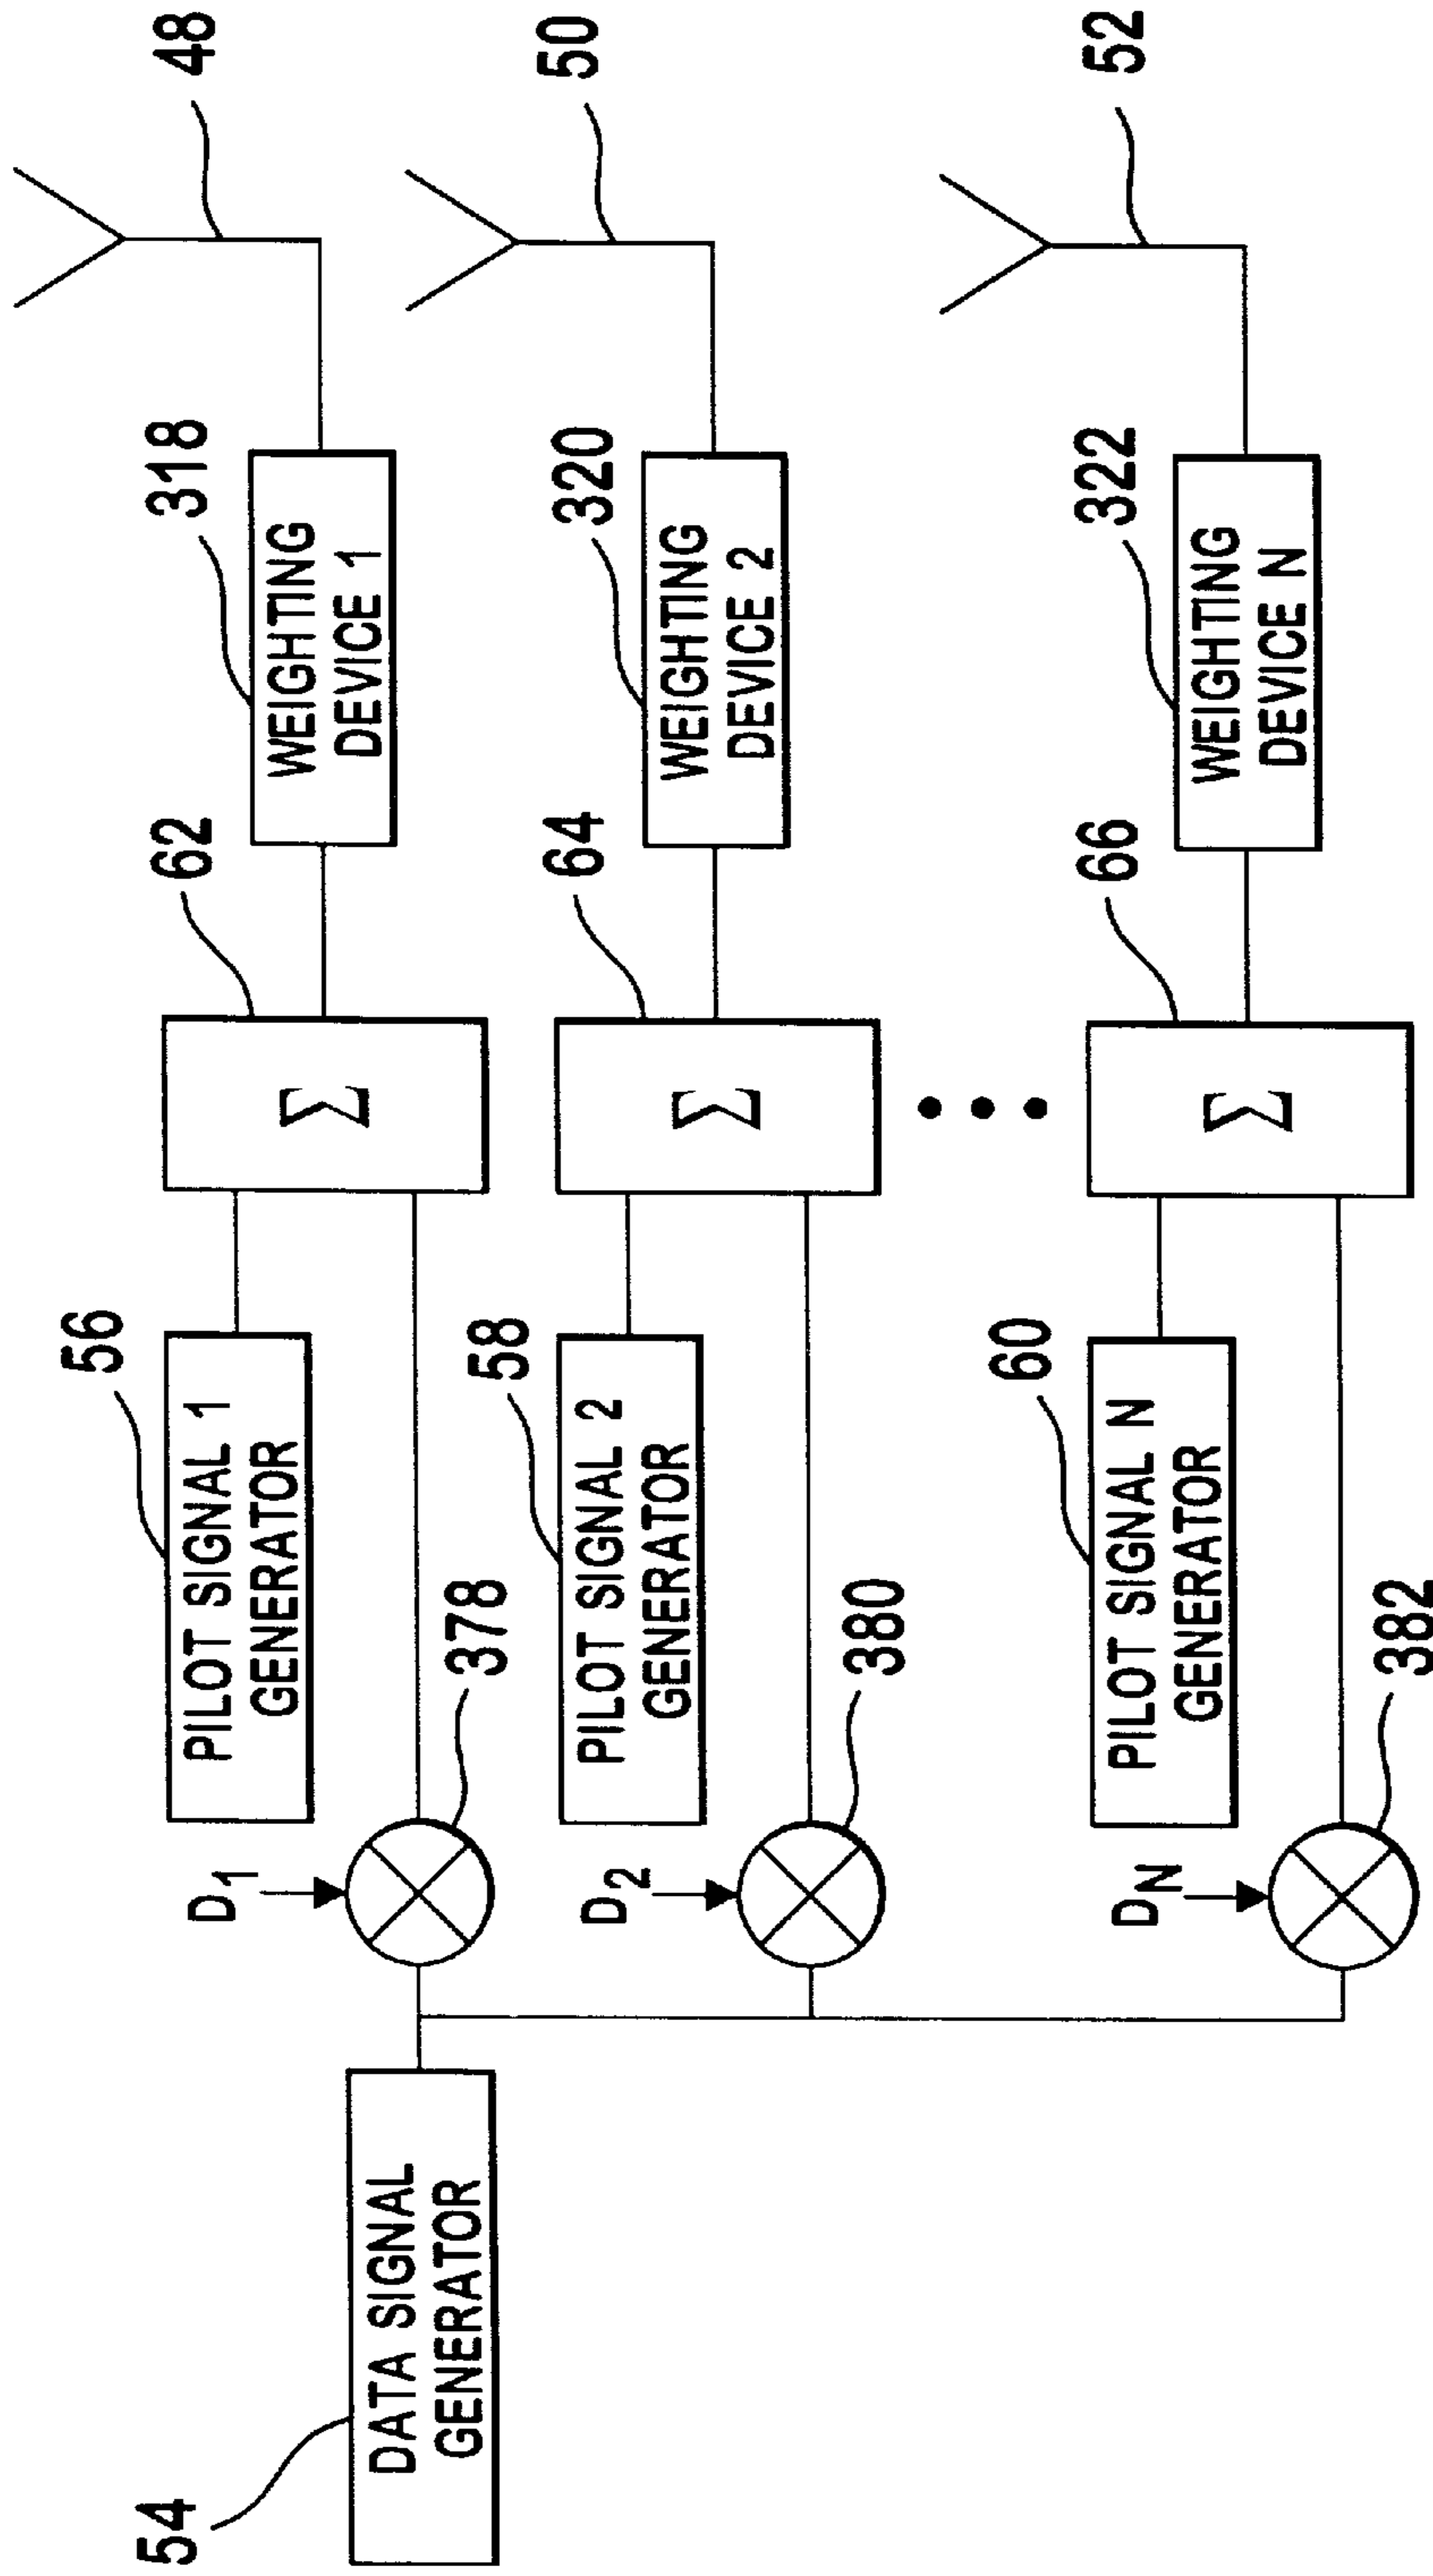 48
50
52
318
320
322
WEIGHTING
DEVICE 1
WEIGHTING
DEVICE 2
WEIGHTING
DEVICE N
62
64
66
Σ
Σ
Σ
56
58
60
PILOT SIGNAL 1
GENERATOR
PILOT SIGNAL 2
GENERATOR
PILOT SIGNAL N
GENERATOR
378
380
382
D1
D2
DN
DATA SIGNAL
GENERATOR
54